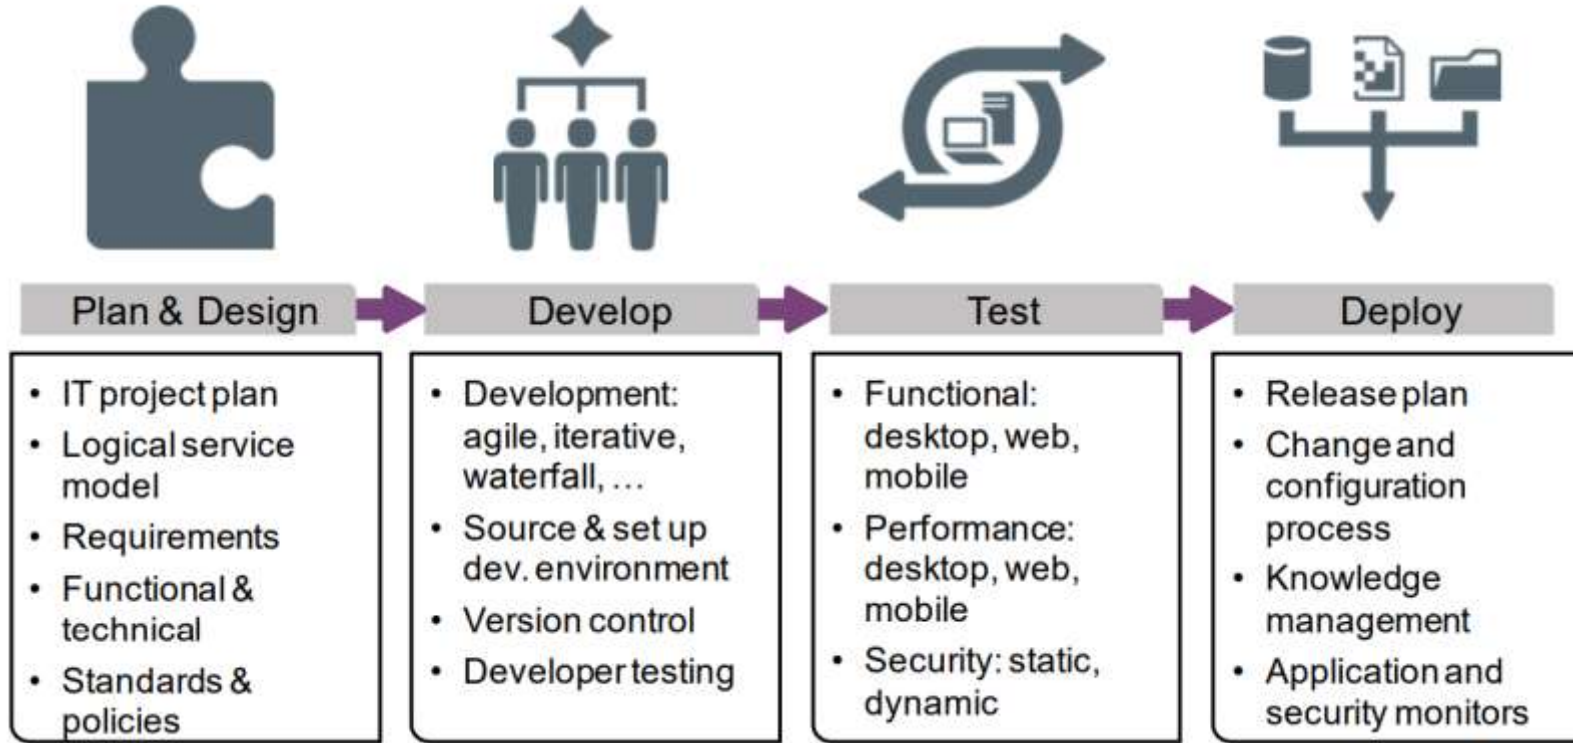 Plan & Design
Develop
Test
Deploy
• IT project plan
• Logical service
model
• Requirements
• Functional &
technical
• Standards &
policies
• Development:
agile, iterative,
waterfall, …
• Source & set up
dev. environment
• Version control
• Developer testing
• Functional:
desktop, web,
mobile
• Performance:
desktop, web,
mobile
• Security: static,
dynamic
• Release plan
• Change and
configuration
process
• Knowledge
management
• Application and
security monitors